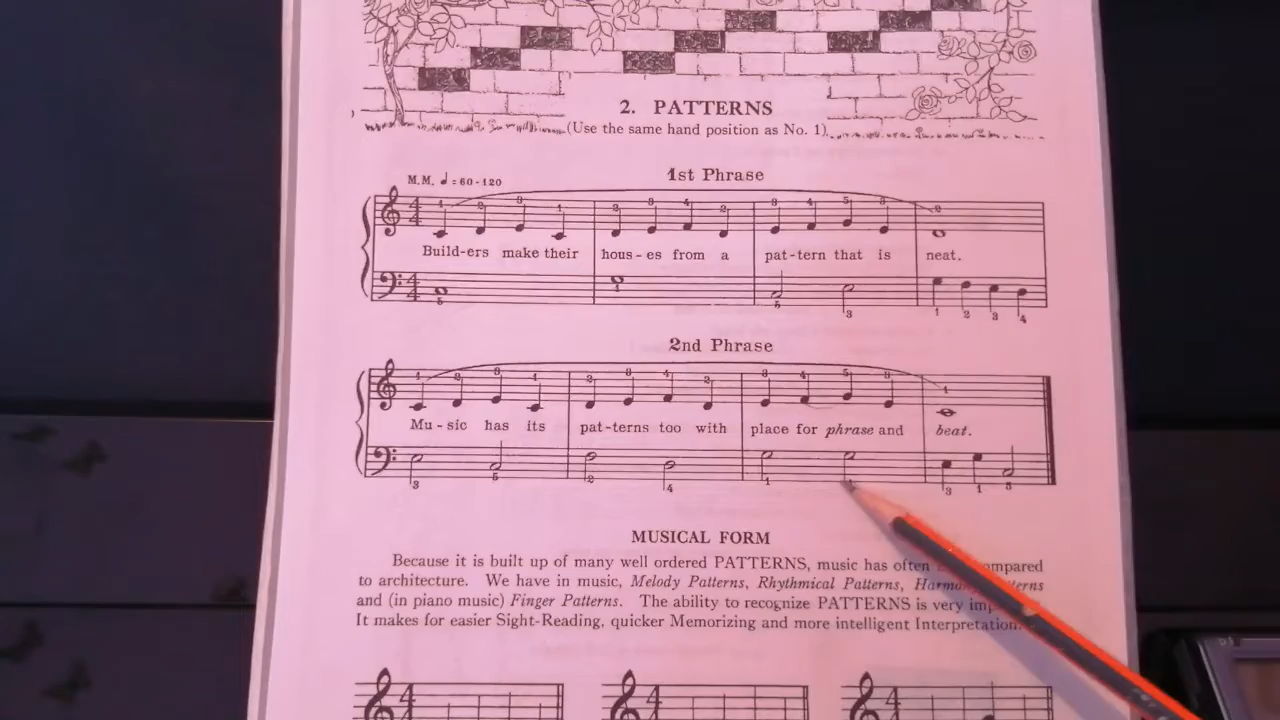 2. PATTERNS
(Use the same hand position as No. 1)
1st Phrase
M.M. ♩ = 60-120
Build-ers make their hous-es from a pat-tern that is neat.
2nd Phrase
Mu-sic has its pat-terns too with place for phrase and beat.
MUSICAL FORM
Because it is built up of many well ordered PATTERNS, music has often
to architecture. We have in music, Melody Patterns, Rhythmical Patterns,
and (in piano music) Finger Patterns. The ability to recognize PATTERNS is very
It makes for easier Sight-Reading, quicker Memorizing and more intelligent Interpretation.